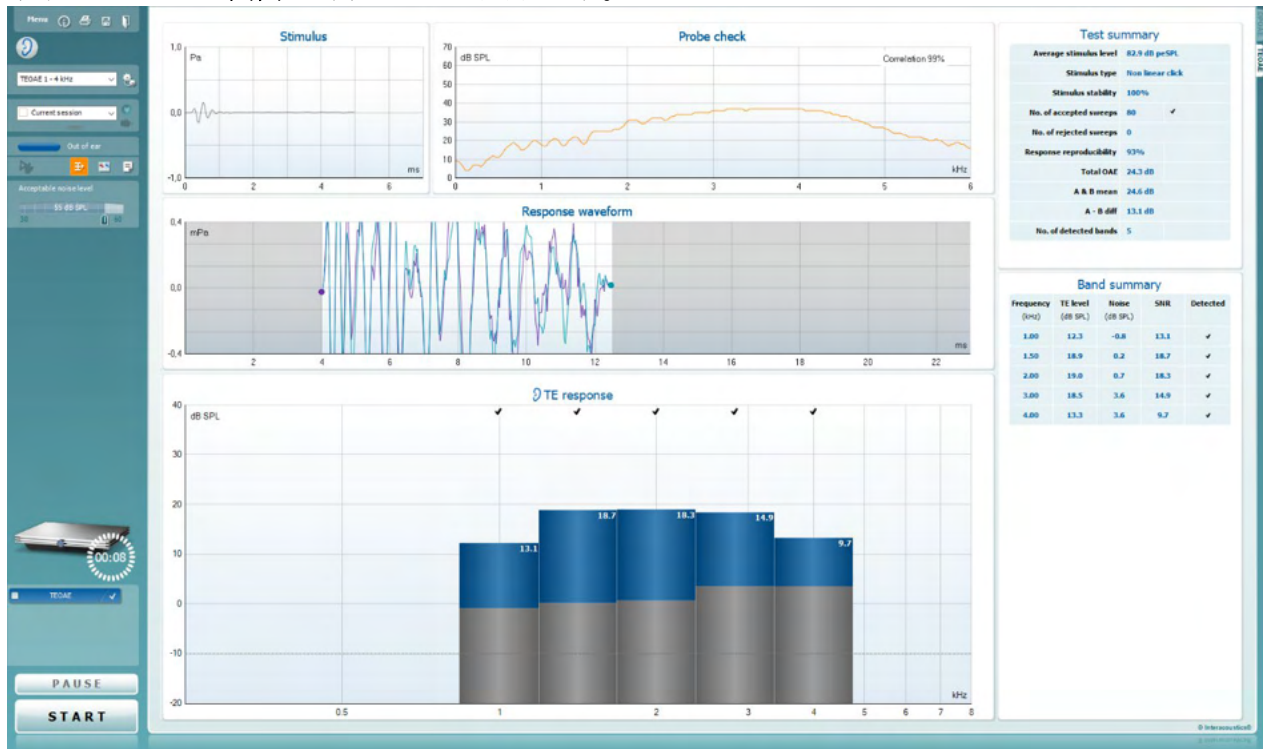 Menu
TEOAE 1 - 4 kHz
Current session
Out of ear
Acceptable noise level
55 dB SPL
30 60
00:08
TEOAE
PAUSE
START
Stimulus
1,0
Pa
0,0
-1,0
ms
0 2 4 6
Probe check
70
dB SPL
Correlation 99%
60
50
40
30
20
10
0
kHz
0 1 2 3 4 5 6
Response waveform
0,4
mPa
0,0
-0,4
ms
2 4 6 8 10 12 14 16 18 20 22
TE response
40
dB SPL
30
20
10
0
-10
-20
13.1 18.7 18.3 14.9 9.7
kHz
0.5 1 2 3 4 5 6 7 8
Test summary
Average stimulus level 82.9 dB peSPL
Stimulus type Non linear click
Stimulus stability 100%
No. of accepted sweeps 80
No. of rejected sweeps 0
Response reproducibility 93%
Total OAE 24.3 dB
A & B mean 24.6 dB
A - B diff 13.1 dB
No. of detected bands 5
Band summary
Frequency TE level Noise SNR Detected
(kHz) (dB SPL) (dB SPL)
1.00 12.3 -0.8 13.1
1.50 18.9 0.2 18.7
2.00 19.0 0.7 18.3
3.00 18.5 3.6 14.9
4.00 13.3 3.6 9.7
TEOAE
© Interacoustics®